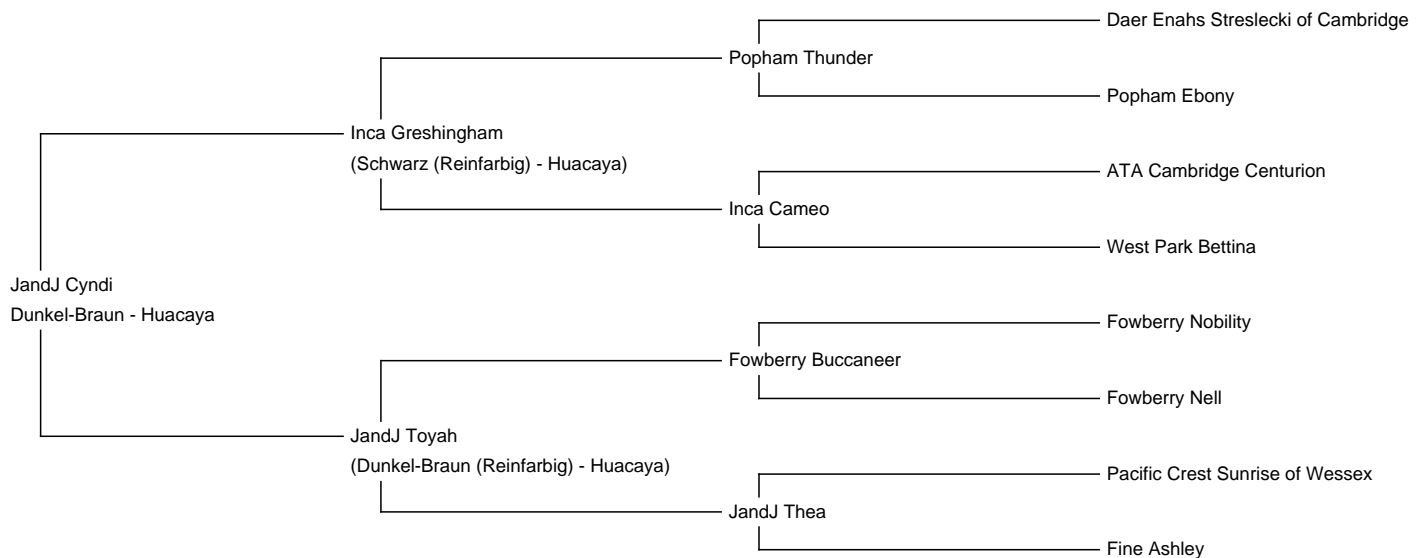 Daer Enahs Streslecki of Cambridge
Popham Thunder
Popham Ebony
Inca Greshingham
(Schwarz (Reinfarbig) - Huacaya)
ATA Cambridge Centurion
Inca Cameo
West Park Bettina
JandJ Cyndi
Dunkel-Braun - Huacaya
Fowberry Nobility
Fowberry Buccaneer
Fowberry Nell
JandJ Toyah
(Dunkel-Braun (Reinfarbig) - Huacaya)
Pacific Crest Sunrise of Wessex
JandJ Thea
Fine Ashley